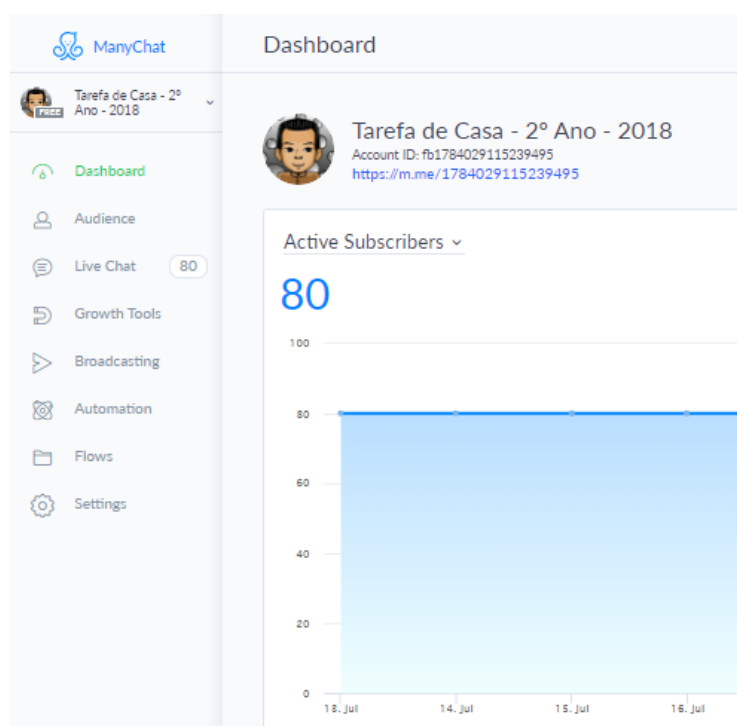 ManyChat
Dashboard
Tarefa de Casa - 2º
Ano - 2018
FREE
Dashboard
Audience
Live Chat 80
Growth Tools
Broadcasting
Automation
Flows
Settings
Tarefa de Casa - 2º Ano - 2018
Account ID: fb1784029115239495
https://m.me/1784029115239495
Active Subscribers
80
100
80
60
40
20
0
13. Jul 14. Jul 15. Jul 16. Jul